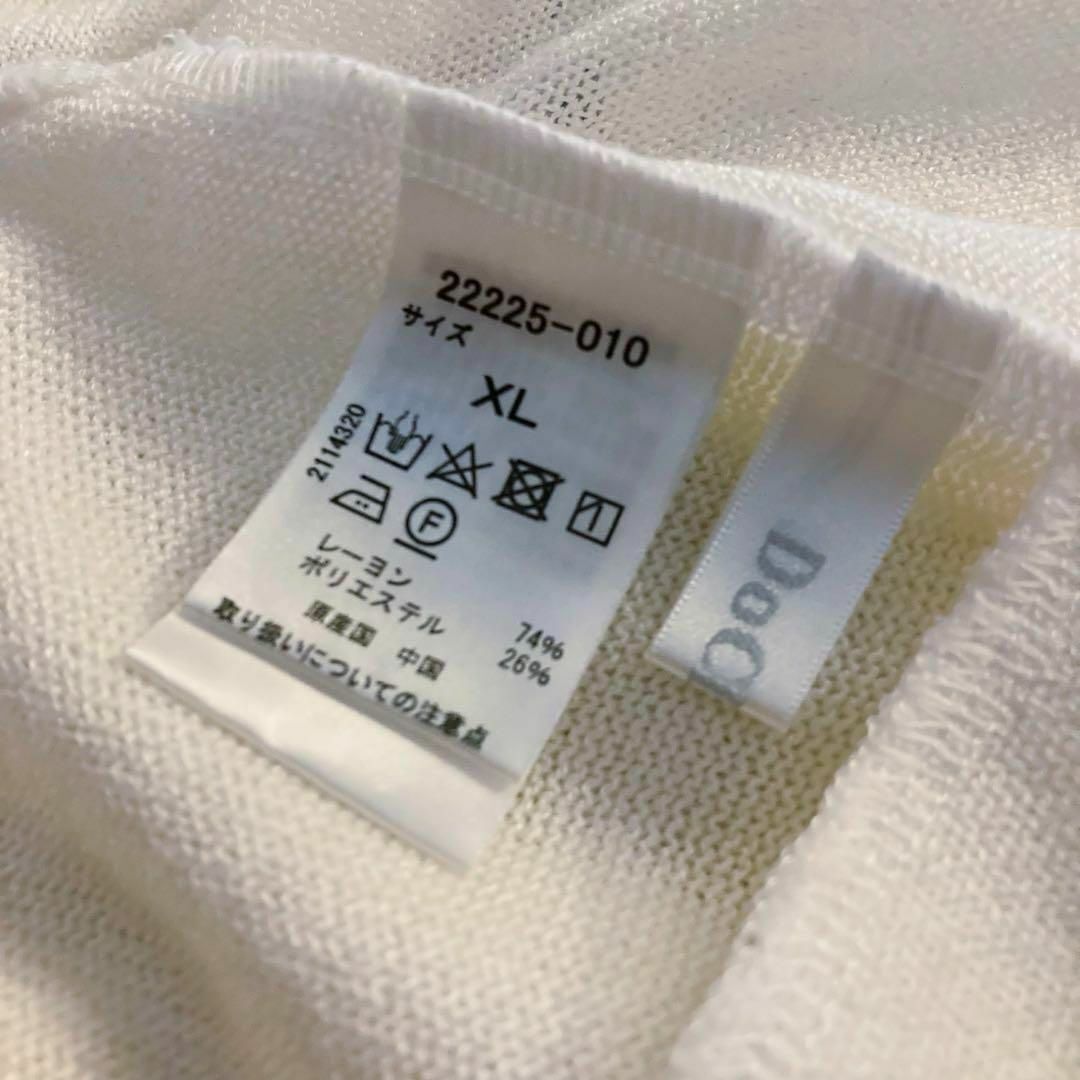 22225-010
サイズ
XL
2114320
F
レーヨン 74%
ポリエステル 26%
原産国 中国
取り扱いについての注意点
DoC